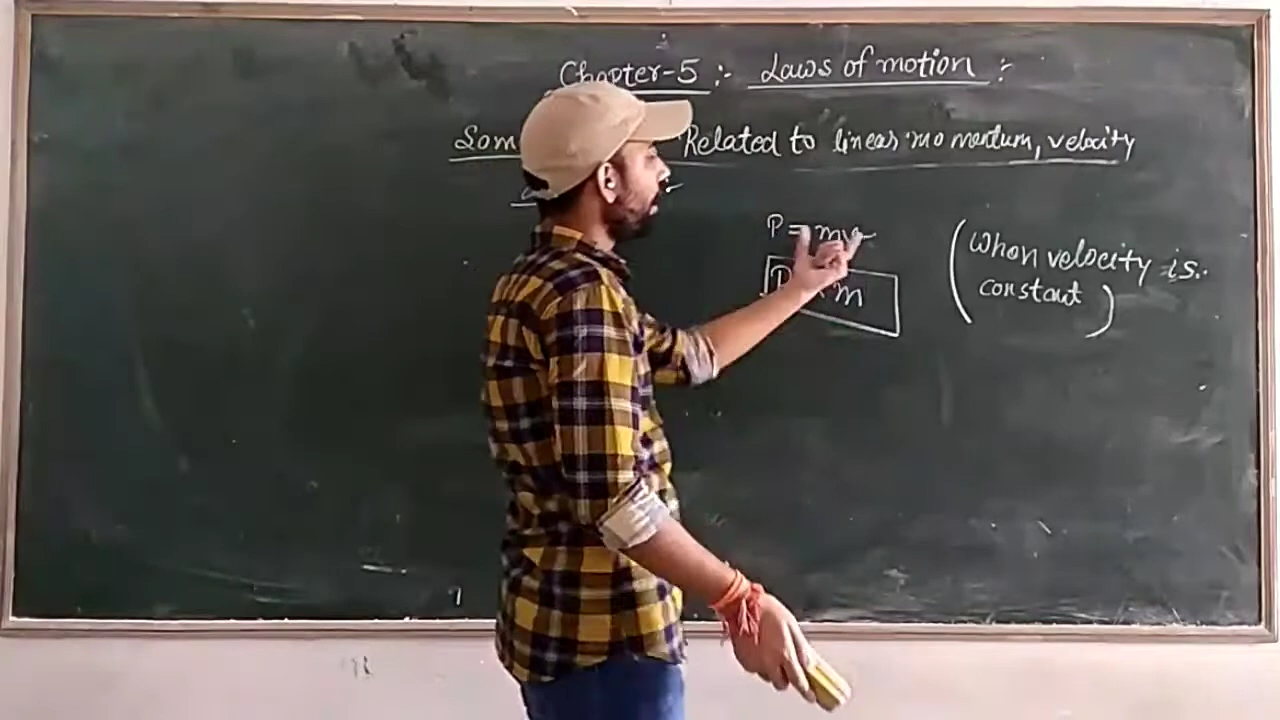 Chapter-5 :- Laws of motion :-
Som Related to linear momentum, velocity
P = mv
P ∝ m
(When velocity is
constant)